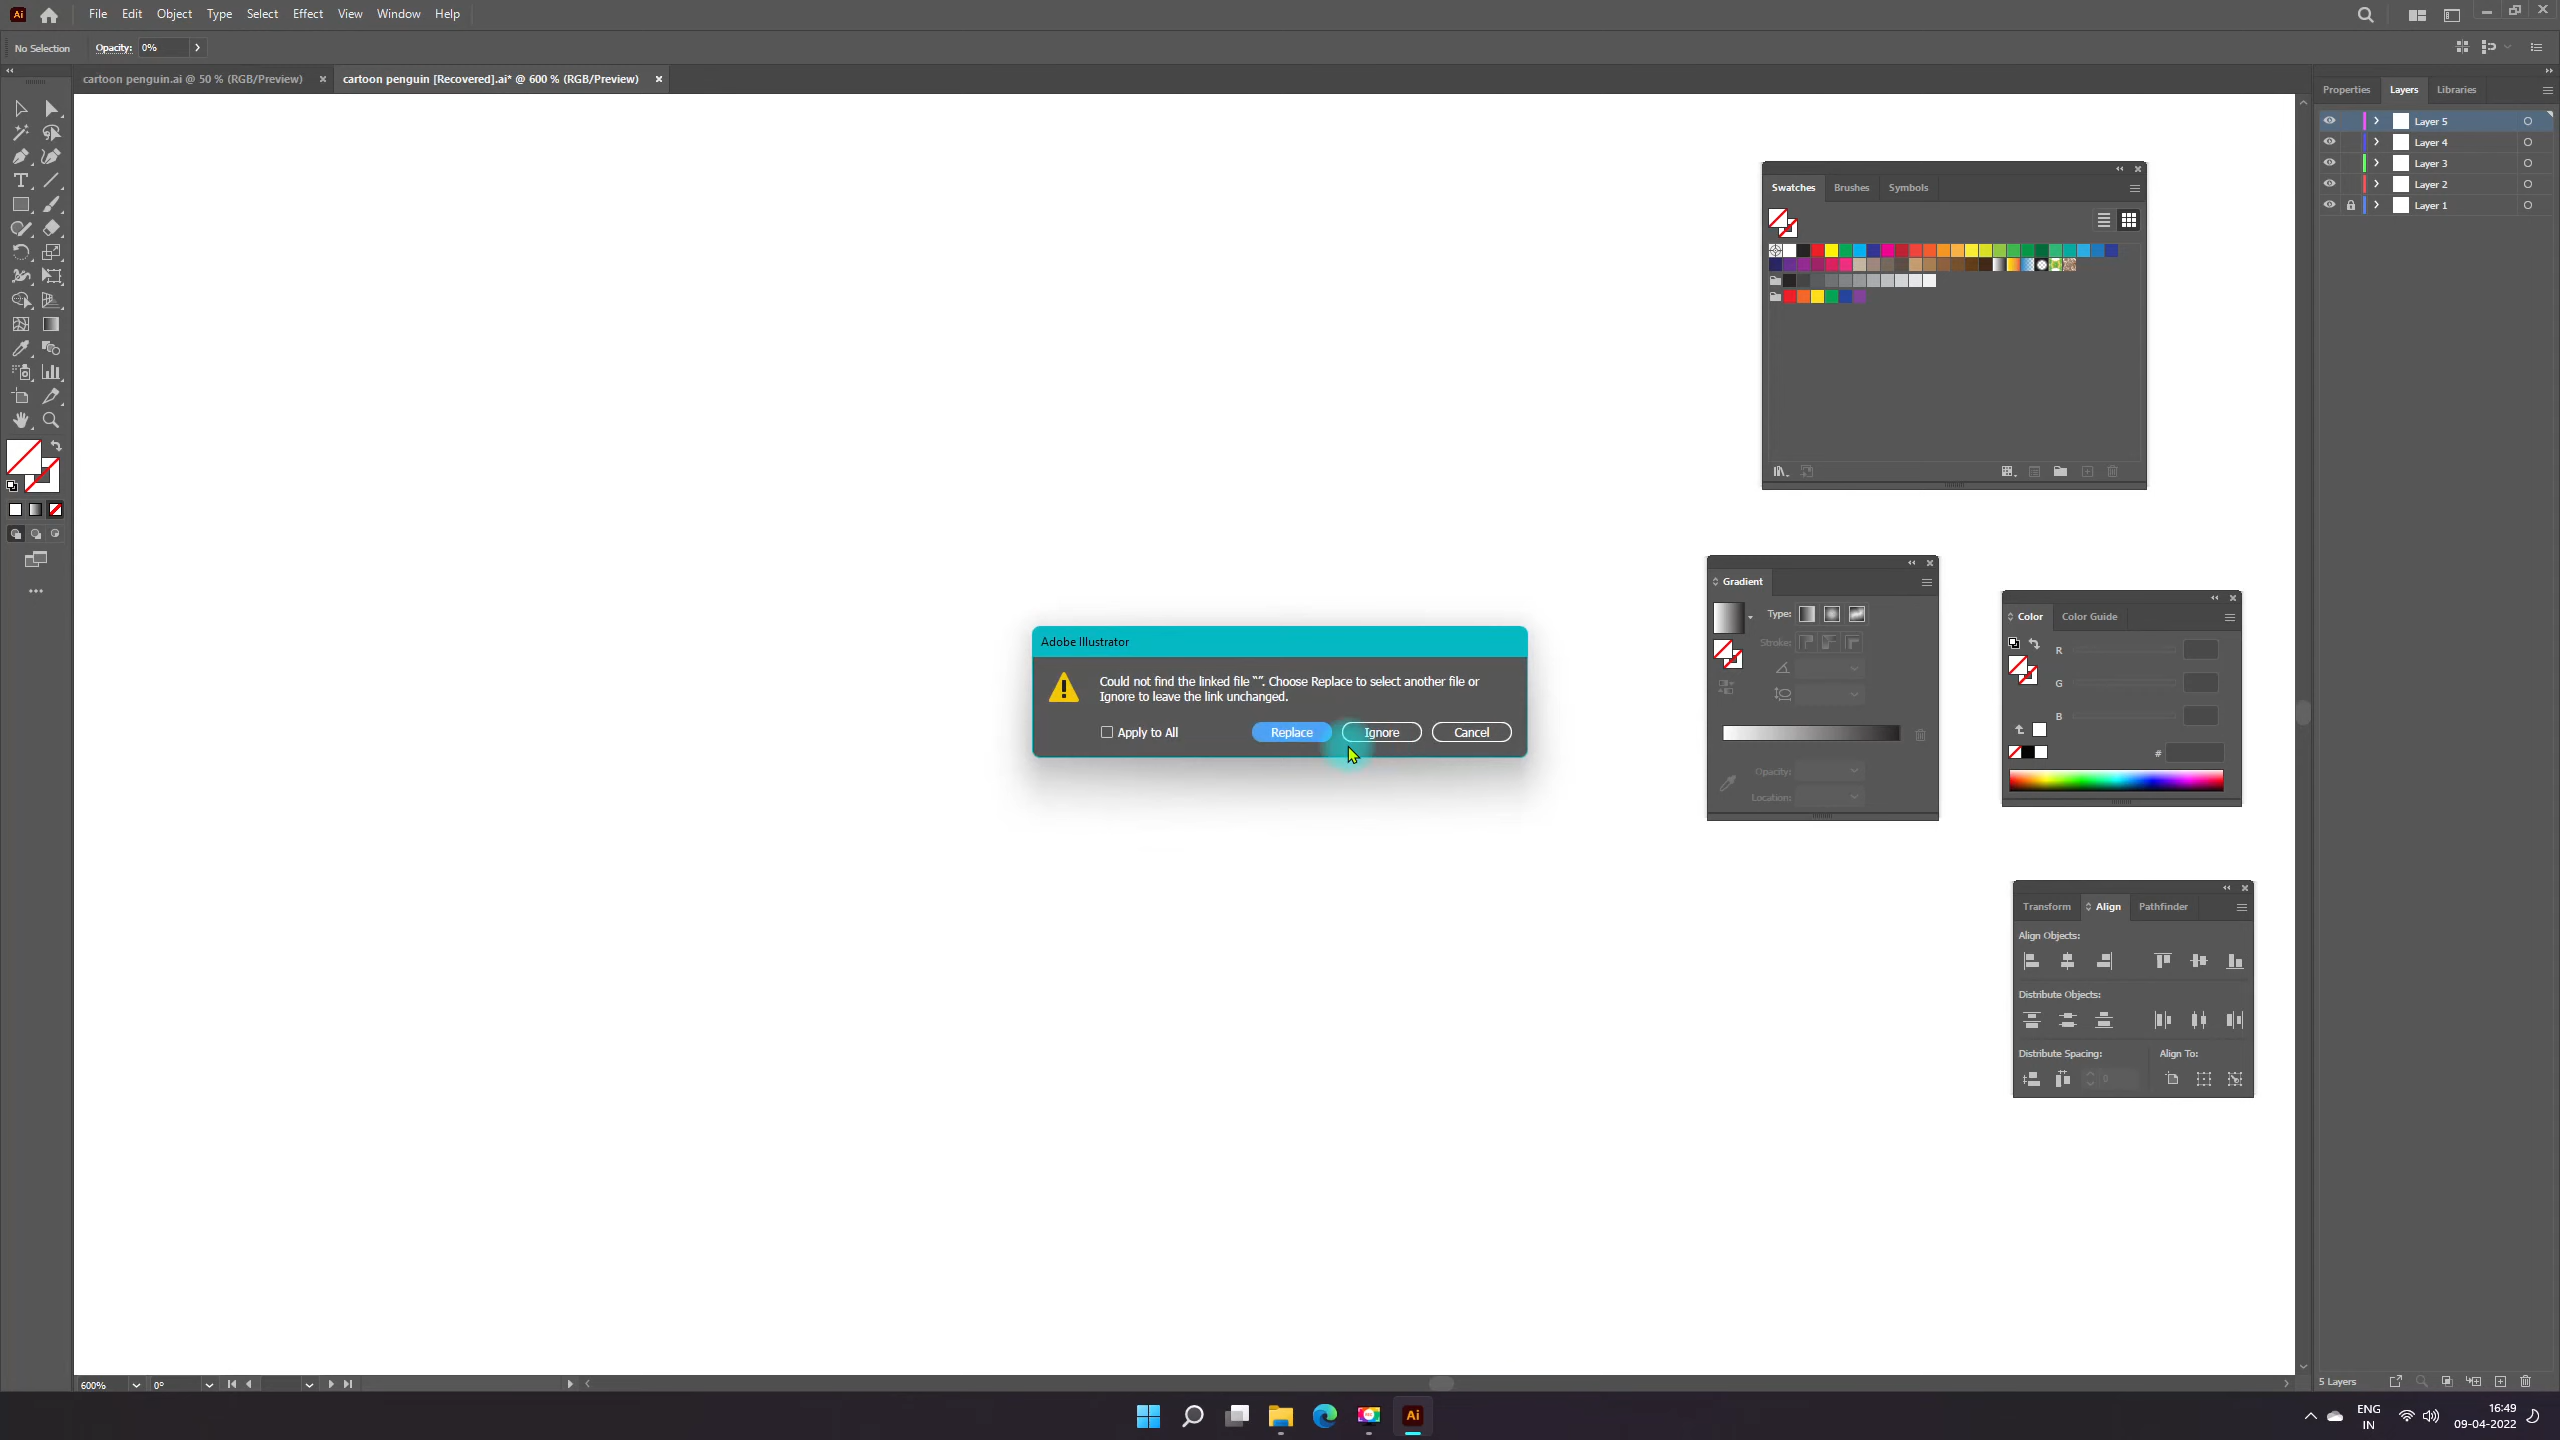 Ai File Edit Object Type Select Effect View Window Help
No Selection Opacity: 0%
cartoon penguin.ai @ 50 % (RGB/Preview) cartoon penguin [Recovered].ai* @ 600 % (RGB/Preview)
Properties Layers Libraries
Layer 5
Layer 4
Layer 3
Layer 2
Layer 1
Swatches Brushes Symbols
Gradient
Type:
Stroke:
Opacity:
Location:
Color Color Guide
R
G
B
#
Adobe Illustrator
Could not find the linked file “”. Choose Replace to select another file or
Ignore to leave the link unchanged.
Apply to All Replace Ignore Cancel
Transform Align Pathfinder
Align Objects:
Distribute Objects:
Distribute Spacing: Align To:
600% 0°
5 Layers
Ai
ENG
IN
16:49
09-04-2022